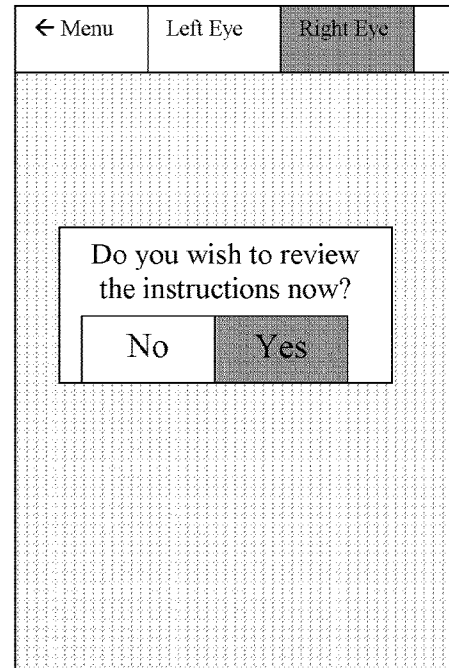 ← Menu Left Eye Right Eye
Do you wish to review
the instructions now?
No Yes